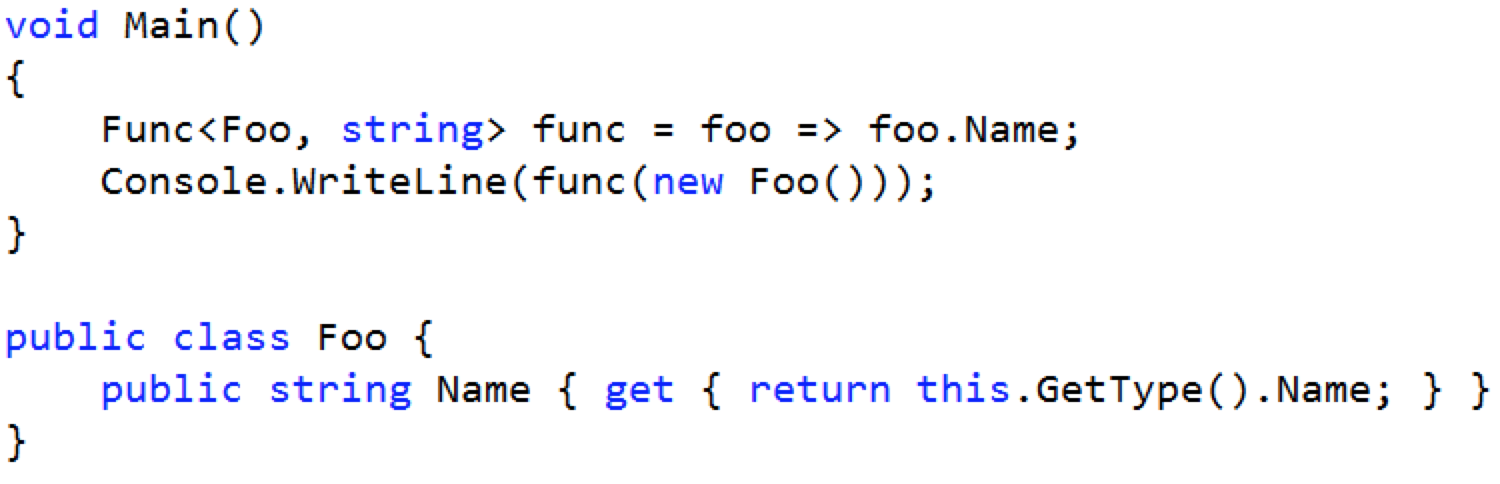 void Main()
{
    Func<Foo, string> func = foo => foo.Name;
    Console.WriteLine(func(new Foo()));
}

public class Foo {
    public string Name { get { return this.GetType().Name; } }
}